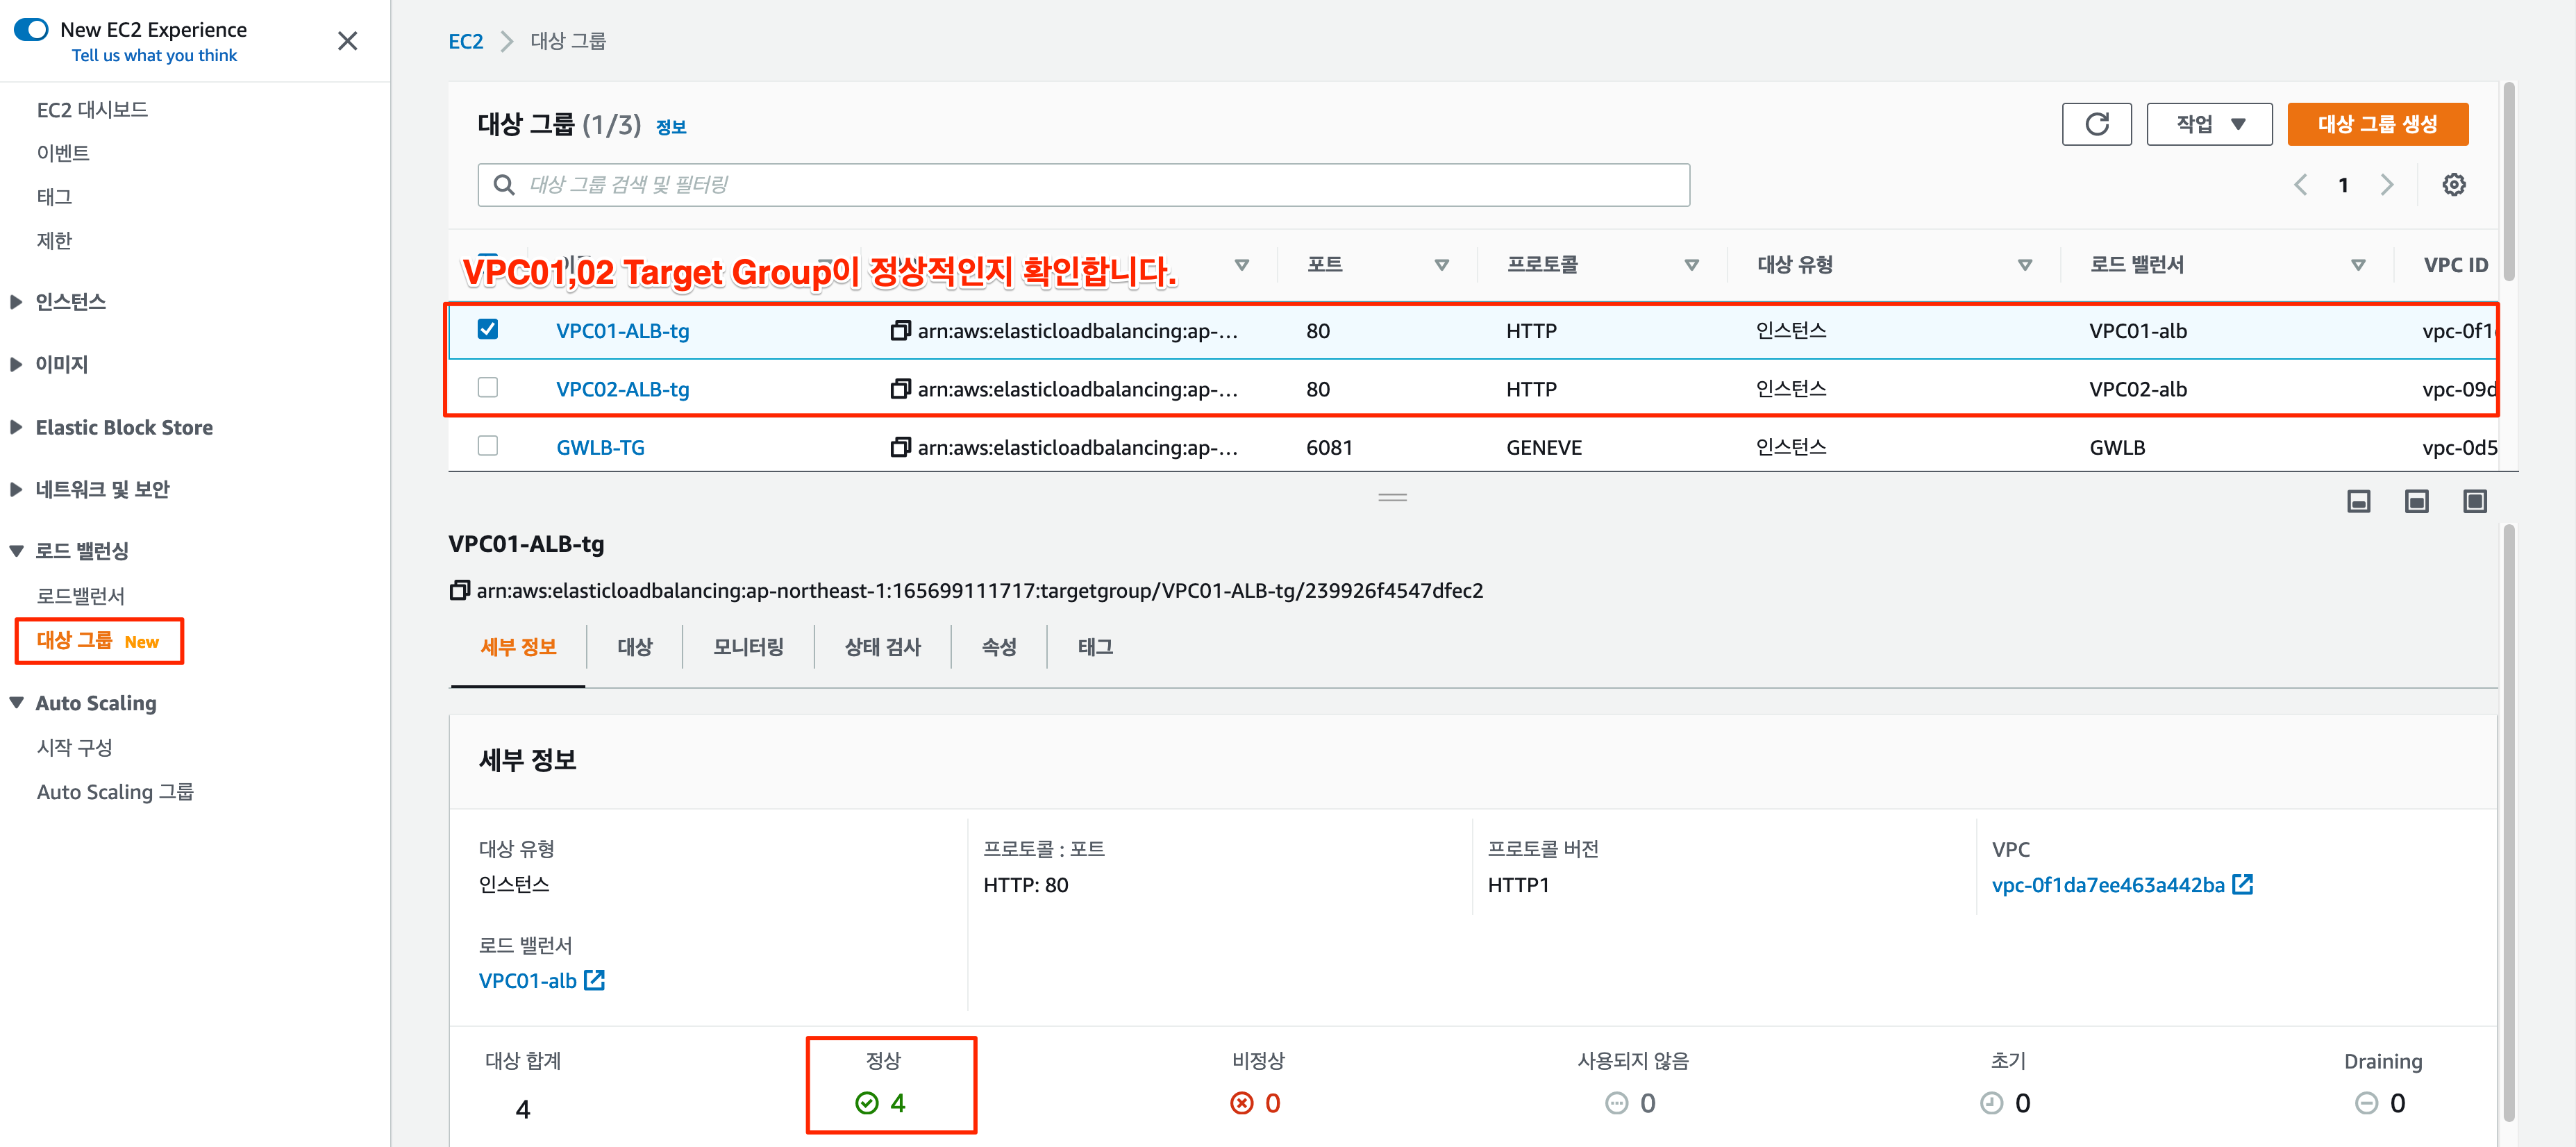 New EC2 Experience
Tell us what you think
EC2 대시보드
이벤트
태그
제한
인스턴스
이미지
Elastic Block Store
네트워크 및 보안
로드 밸런싱
로드밸런서
대상 그룹 New
Auto Scaling
시작 구성
Auto Scaling 그룹
EC2 > 대상 그룹
대상 그룹 (1/3) 정보
작업
대상 그룹 생성
대상 그룹 검색 및 필터링
1
VPC01,02 Target Group이 정상적인지 확인합니다.
포트 프로토콜 대상 유형 로드 밸런서 VPC ID
VPC01-ALB-tg arn:aws:elasticloadbalancing:ap-... 80 HTTP 인스턴스 VPC01-alb vpc-0f1
VPC02-ALB-tg arn:aws:elasticloadbalancing:ap-... 80 HTTP 인스턴스 VPC02-alb vpc-09d
GWLB-TG arn:aws:elasticloadbalancing:ap-... 6081 GENEVE 인스턴스 GWLB vpc-0d5
VPC01-ALB-tg
arn:aws:elasticloadbalancing:ap-northeast-1:165699111717:targetgroup/VPC01-ALB-tg/239926f4547dfec2
세부 정보 대상 모니터링 상태 검사 속성 태그
세부 정보
대상 유형 프로토콜 : 포트 프로토콜 버전 VPC
인스턴스 HTTP: 80 HTTP1 vpc-0f1da7ee463a442ba
로드 밸런서
VPC01-alb
대상 합계 정상 비정상 사용되지 않음 초기 Draining
4 4 0 0 0 0